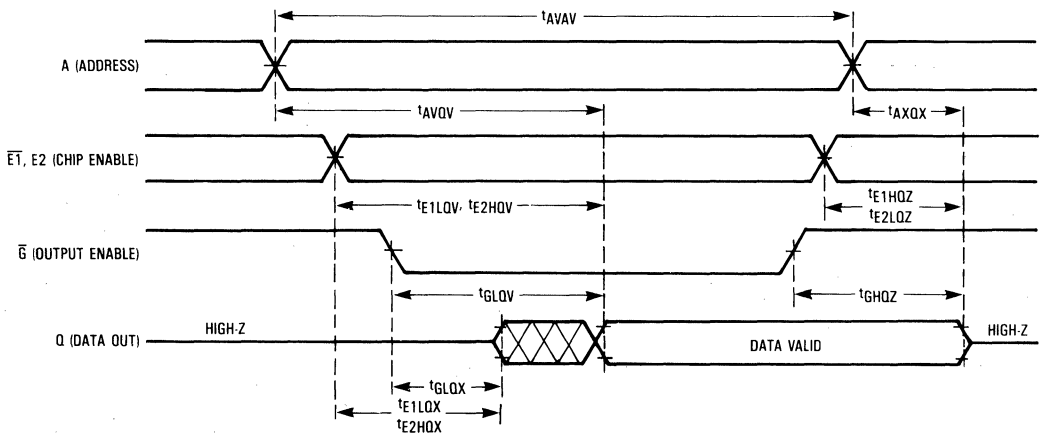 tAVAV
A (ADDRESS)
tAVQV
tAXQX
E1, E2 (CHIP ENABLE)
tE1LQV, tE2HQV
tE1HQZ
tE2LQZ
G (OUTPUT ENABLE)
tGLQV
tGHQZ
HIGH-Z
Q (DATA OUT)
DATA VALID
HIGH-Z
tGLQX
tE1LQX
tE2HQX